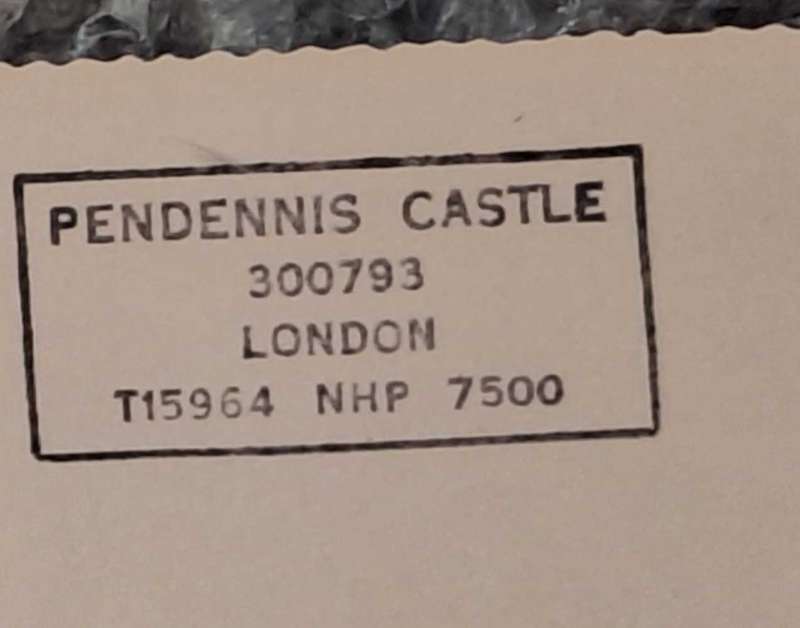 PENDENNIS CASTLE
300793
LONDON
T15964 NHP 7500